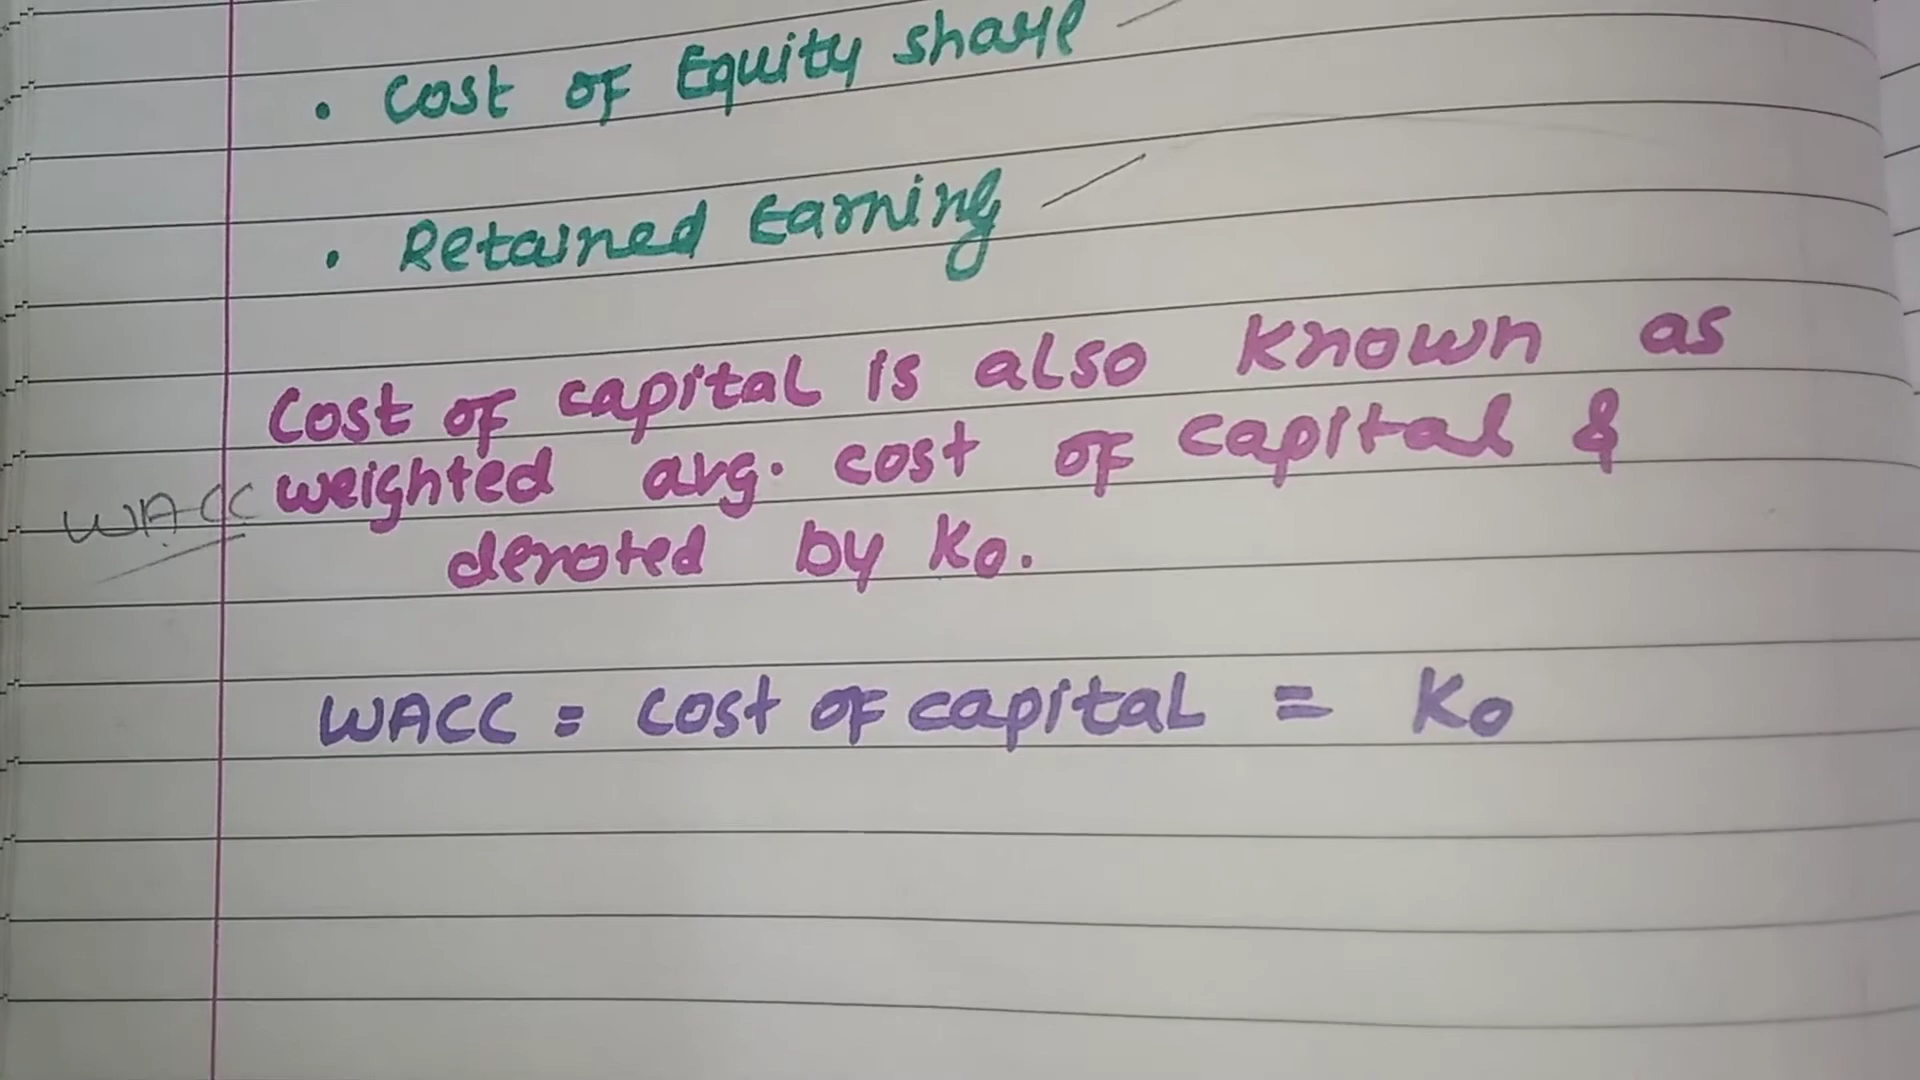 • Cost of Equity share
• Retained Earning
Cost of capital is also known as
WACC weighted avg. cost of capital &
denoted by Ko.
WACC = Cost of capital = Ko